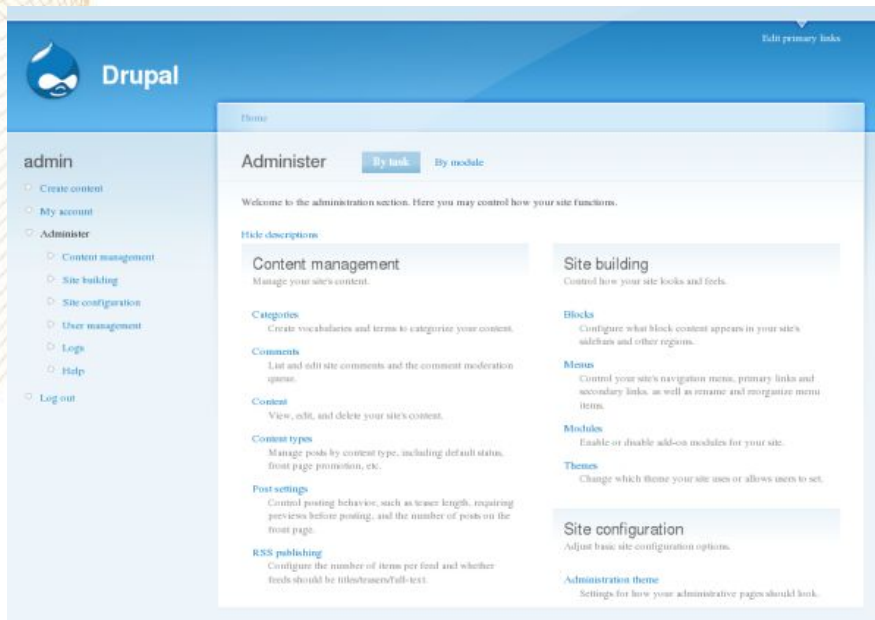 Edit primary links
Drupal
Home
admin
Create content
My account
Administer
Content management
Site building
Site configuration
User management
Logs
Help
Log out
Administer
By task
By module
Welcome to the administration section. Here you may control how your site functions.
Hide descriptions
Content management
Manage your site's content.
Categories
Create vocabularies and terms to categorize your content.
Comments
List and edit site comments and the comment moderation
queue.
Content
View, edit, and delete your site's content.
Content types
Manage posts by content type, including default status,
front page promotion, etc.
Post settings
Control posting behavior, such as teaser length, requiring
previews before posting, and the number of posts on the
front page.
RSS publishing
Configure the number of items per feed and whether
feeds should be titles/teasers/full-text.
Site building
Control how your site looks and feels.
Blocks
Configure what block content appears in your site's
sidebars and other regions.
Menus
Control your site's navigation menu, primary links and
secondary links, as well as rename and reorganize menu
items.
Modules
Enable or disable add-on modules for your site.
Themes
Change which theme your site uses or allows users to set.
Site configuration
Adjust basic site configuration options.
Administration theme
Settings for how your administrative pages should look.